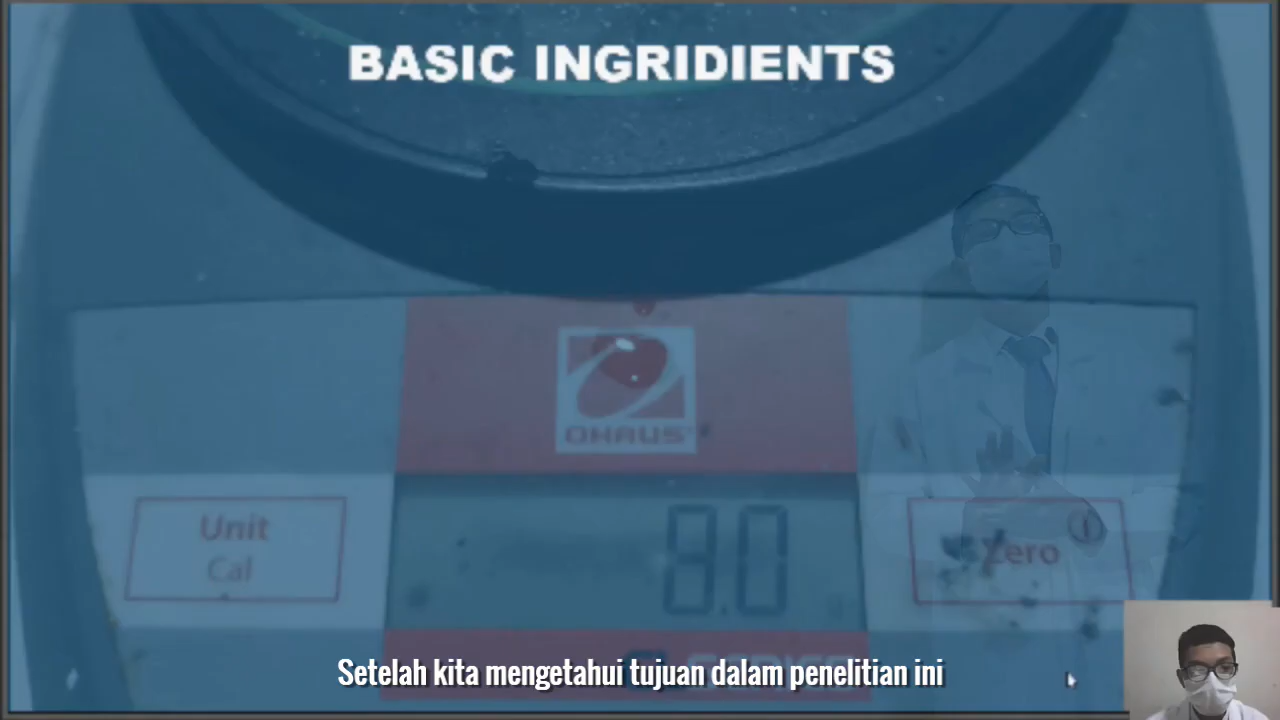 BASIC INGRIDIENTS
OHAUS
8.0
Unit
Cal
Zero
Setelah kita mengetahui tujuan dalam penelitian ini